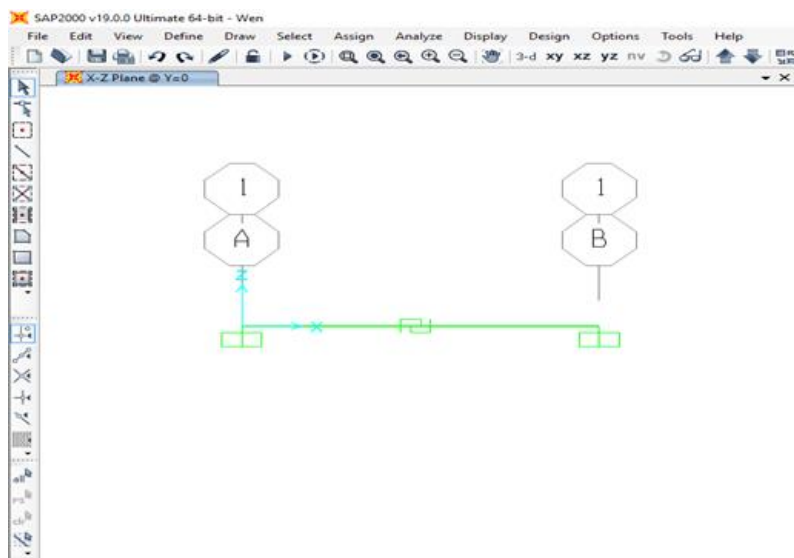 SAP2000 v19.0.0 Ultimate 64-bit - Wen
File Edit View Define Draw Select Assign Analyze Display Design Options Tools Help
3-d xy xz yz nv
X-Z Plane @ Y=0
1 1
A B
Z
X
all